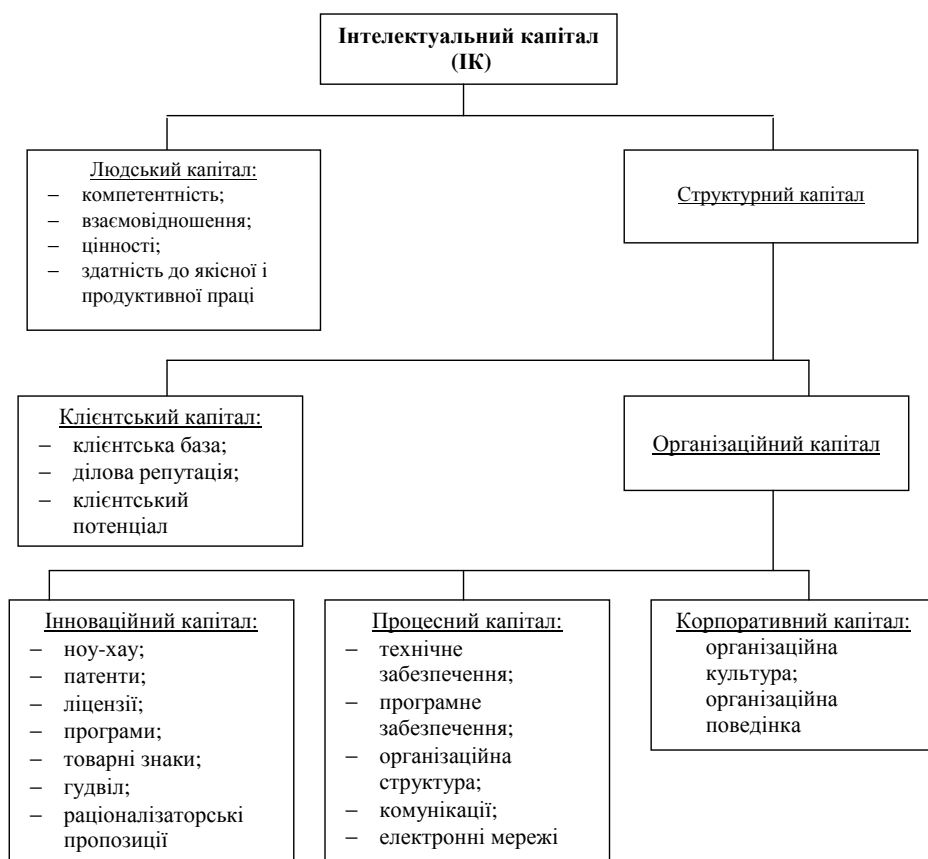 Інтелектуальний капітал
(ІК)
Людський капітал:
– компетентність;
– взаємовідношення;
– цінності;
– здатність до якісної і
продуктивної праці
Структурний капітал
Клієнтський капітал:
– клієнтська база;
– ділова репутація;
– клієнтський
потенціал
Організаційний капітал
Інноваційний капітал:
– ноу-хау;
– патенти;
– ліцензії;
– програми;
– товарні знаки;
– гудвіл;
– раціоналізаторські
пропозиції
Процесний капітал:
– технічне
забезпечення;
– програмне
забезпечення;
– організаційна
структура;
– комунікації;
– електронні мережі
Корпоративний капітал:
організаційна
культура;
організаційна
поведінка